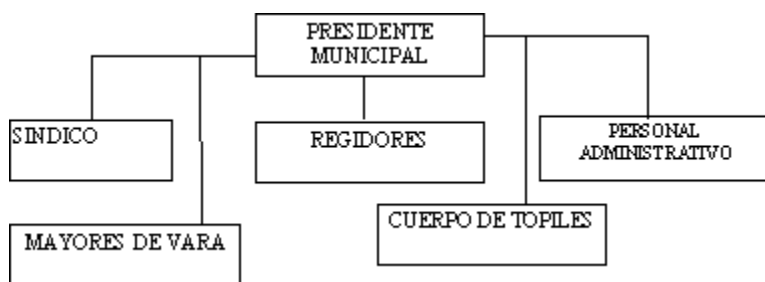 PRESIDENTE
MUNICIPAL
SINDICO
REGIDORES
PERSONAL
ADMINISTRATIVO
MAYORES DE VARA
CUERPO DE TOPILES